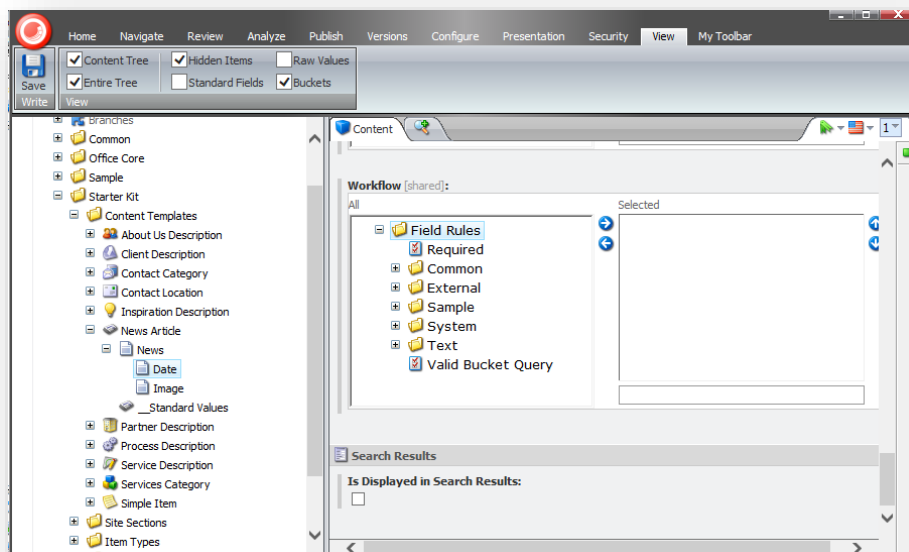 Home Navigate Review Analyze Publish Versions Configure Presentation Security View My Toolbar
Save
Write
Content Tree Hidden Items Raw Values
Entire Tree Standard Fields Buckets
View
Branches
Common
Office Core
Sample
Starter Kit
Content Templates
About Us Description
Client Description
Contact Category
Contact Location
Inspiration Description
News Article
News
Date
Image
__Standard Values
Partner Description
Process Description
Service Description
Services Category
Simple Item
Site Sections
Item Types
Content
1
Workflow [shared]:
All
Selected
Field Rules
Required
Common
External
Sample
System
Text
Valid Bucket Query
Search Results
Is Displayed in Search Results: